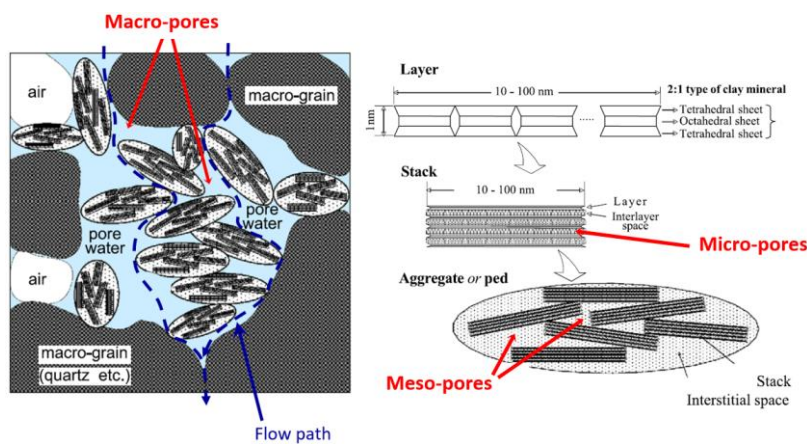 Macro-pores
air
macro-grain
pore
water
pore
water
air
macro-grain
(quartz etc.)
Flow path
Layer
10 - 100 nm
2:1 type of clay mineral
1nm
Tetrahedral sheet
Octahedral sheet
Tetrahedral sheet
Stack
10 - 100 nm
Layer
Interlayer
space
Micro-pores
Aggregate or ped
Meso-pores
Stack
Interstitial space